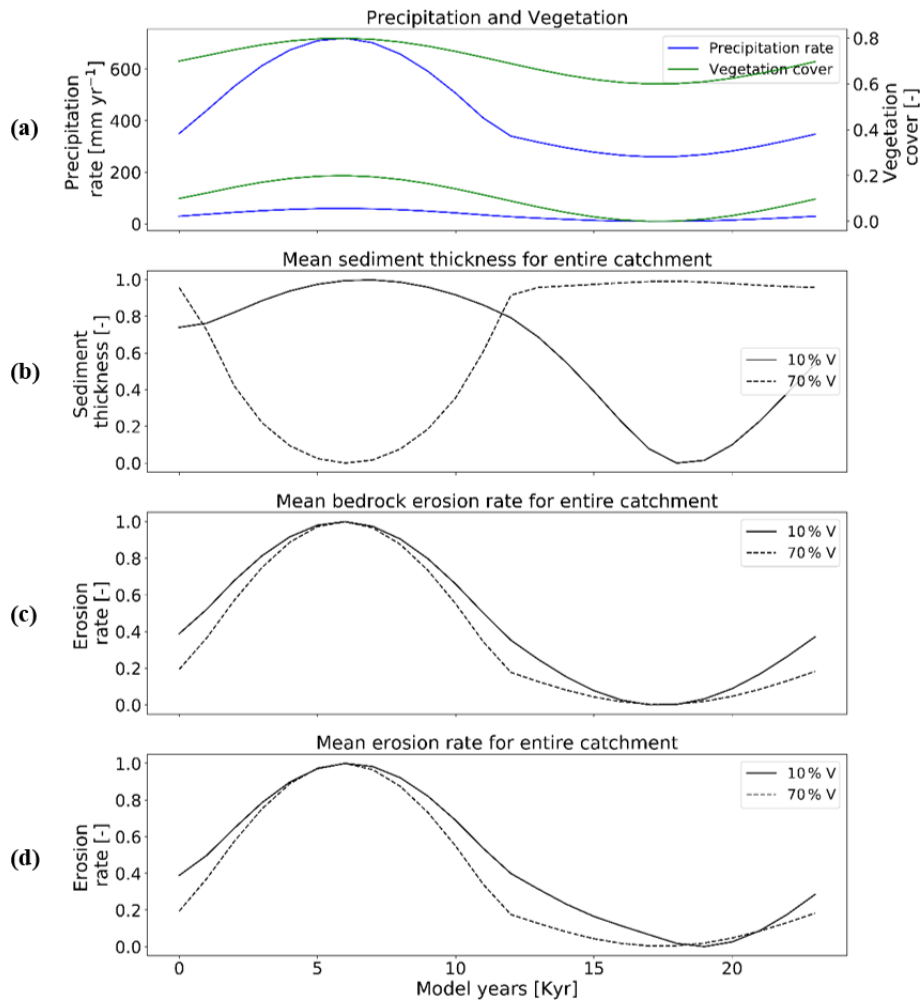 Precipitation and Vegetation
(a)
Precipitation
rate [mm yr⁻¹]
600
400
200
0
Precipitation rate
Vegetation cover
0.8
0.6
0.4
0.2
0.0
Vegetation
cover [-]
Mean sediment thickness for entire catchment
(b)
Sediment
thickness [-]
1.0
0.8
0.6
0.4
0.2
0.0
10 % V
70 % V
Mean bedrock erosion rate for entire catchment
(c)
Erosion
rate [-]
1.0
0.8
0.6
0.4
0.2
0.0
10 % V
70 % V
Mean erosion rate for entire catchment
(d)
Erosion
rate [-]
1.0
0.8
0.6
0.4
0.2
0.0
10 % V
70 % V
0 5 10 15 20
Model years [Kyr]